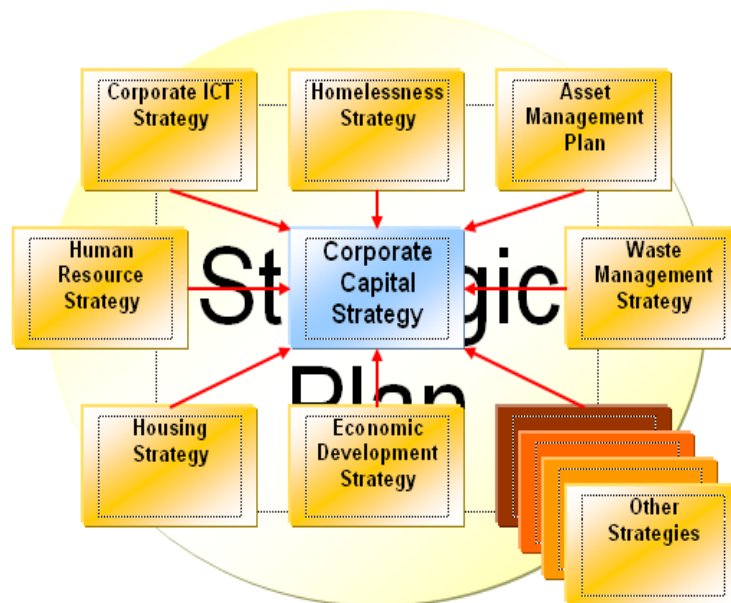 Corporate ICT
Strategy
Homelessness
Strategy
Asset
Management
Plan
Human
Resource
Strategy
Corporate
Capital
Strategy
Waste
Management
Strategy
Plan
Housing
Strategy
Economic
Development
Strategy
Other
Strategies